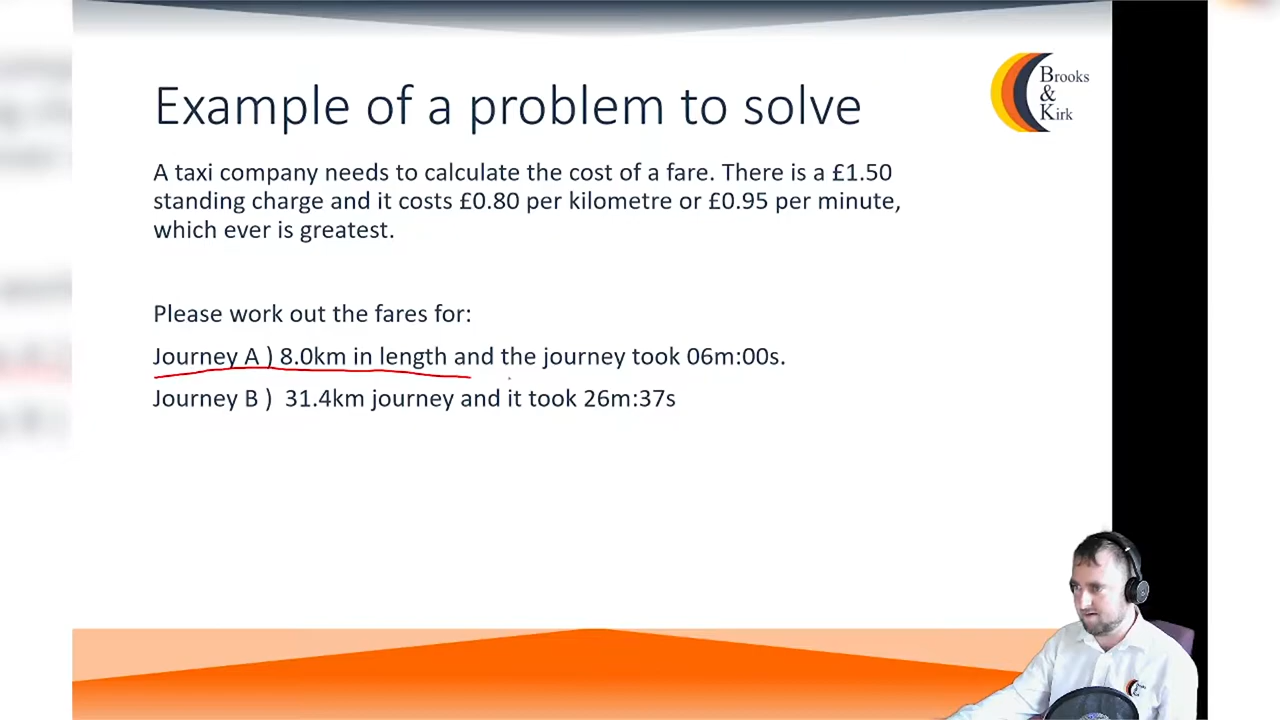 Example of a problem to solve
Brooks
&
Kirk
A taxi company needs to calculate the cost of a fare. There is a £1.50
standing charge and it costs £0.80 per kilometre or £0.95 per minute,
which ever is greatest.
Please work out the fares for:
Journey A ) 8.0km in length and the journey took 06m:00s.
Journey B )  31.4km journey and it took 26m:37s